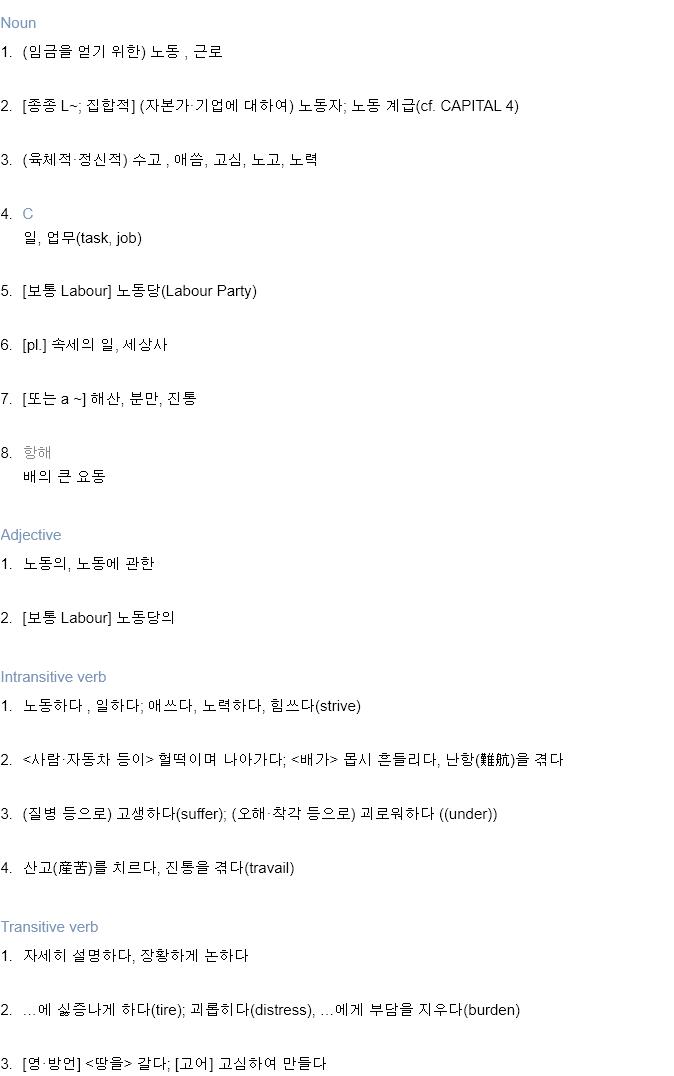 Noun
1. (임금을 얻기 위한) 노동 , 근로
2. [종종 L~; 집합적] (자본가·기업에 대하여) 노동자; 노동 계급(cf. CAPITAL 4)
3. (육체적·정신적) 수고 , 애씀, 고심, 노고, 노력
4. C
일, 업무(task, job)
5. [보통 Labour] 노동당(Labour Party)
6. [pl.] 속세의 일, 세상사
7. [또는 a ~] 해산, 분만, 진통
8. 항해
배의 큰 요동
Adjective
1. 노동의, 노동에 관한
2. [보통 Labour] 노동당의
Intransitive verb
1. 노동하다 , 일하다; 애쓰다, 노력하다, 힘쓰다(strive)
2. <사람·자동차 등이> 헐떡이며 나아가다; <배가> 몹시 흔들리다, 난항(難航)을 겪다
3. (질병 등으로) 고생하다(suffer); (오해·착각 등으로) 괴로워하다 ((under))
4. 산고(産苦)를 치르다, 진통을 겪다(travail)
Transitive verb
1. 자세히 설명하다, 장황하게 논하다
2. …에 싫증나게 하다(tire); 괴롭히다(distress), …에게 부담을 지우다(burden)
3. [영·방언] <땅을> 갈다; [고어] 고심하여 만들다